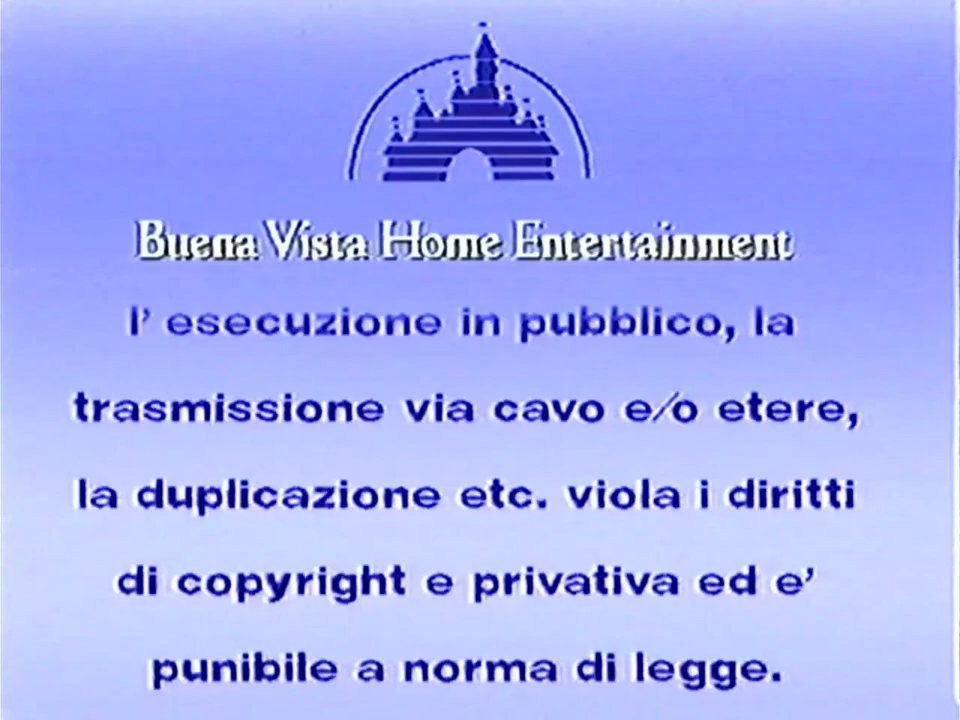 Buena Vista Home Entertainment
l' esecuzione in pubblico, la
trasmissione via cavo e/o etere,
la duplicazione etc. viola i diritti
di copyright e privativa ed e'
punibile a norma di legge.